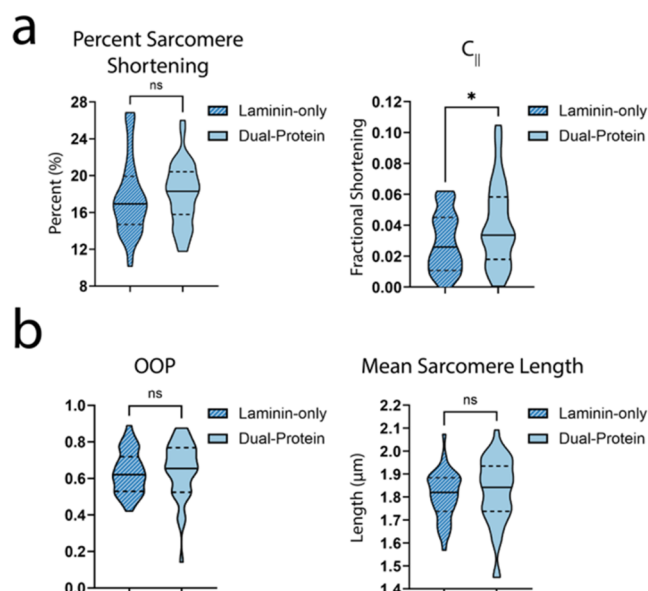 a
Percent Sarcomere
Shortening
ns
28
24
20
16
12
8
Percent (%)
Laminin-only
Dual-Protein
C||
*
0.12
0.10
0.08
0.06
0.04
0.02
0.00
Fractional Shortening
Laminin-only
Dual-Protein
b
OOP
ns
1.0
0.8
0.6
0.4
0.2
0.0
Laminin-only
Dual-Protein
Mean Sarcomere Length
ns
2.2
2.1
2.0
1.9
1.8
1.7
1.6
1.5
1.4
Length (µm)
Laminin-only
Dual-Protein